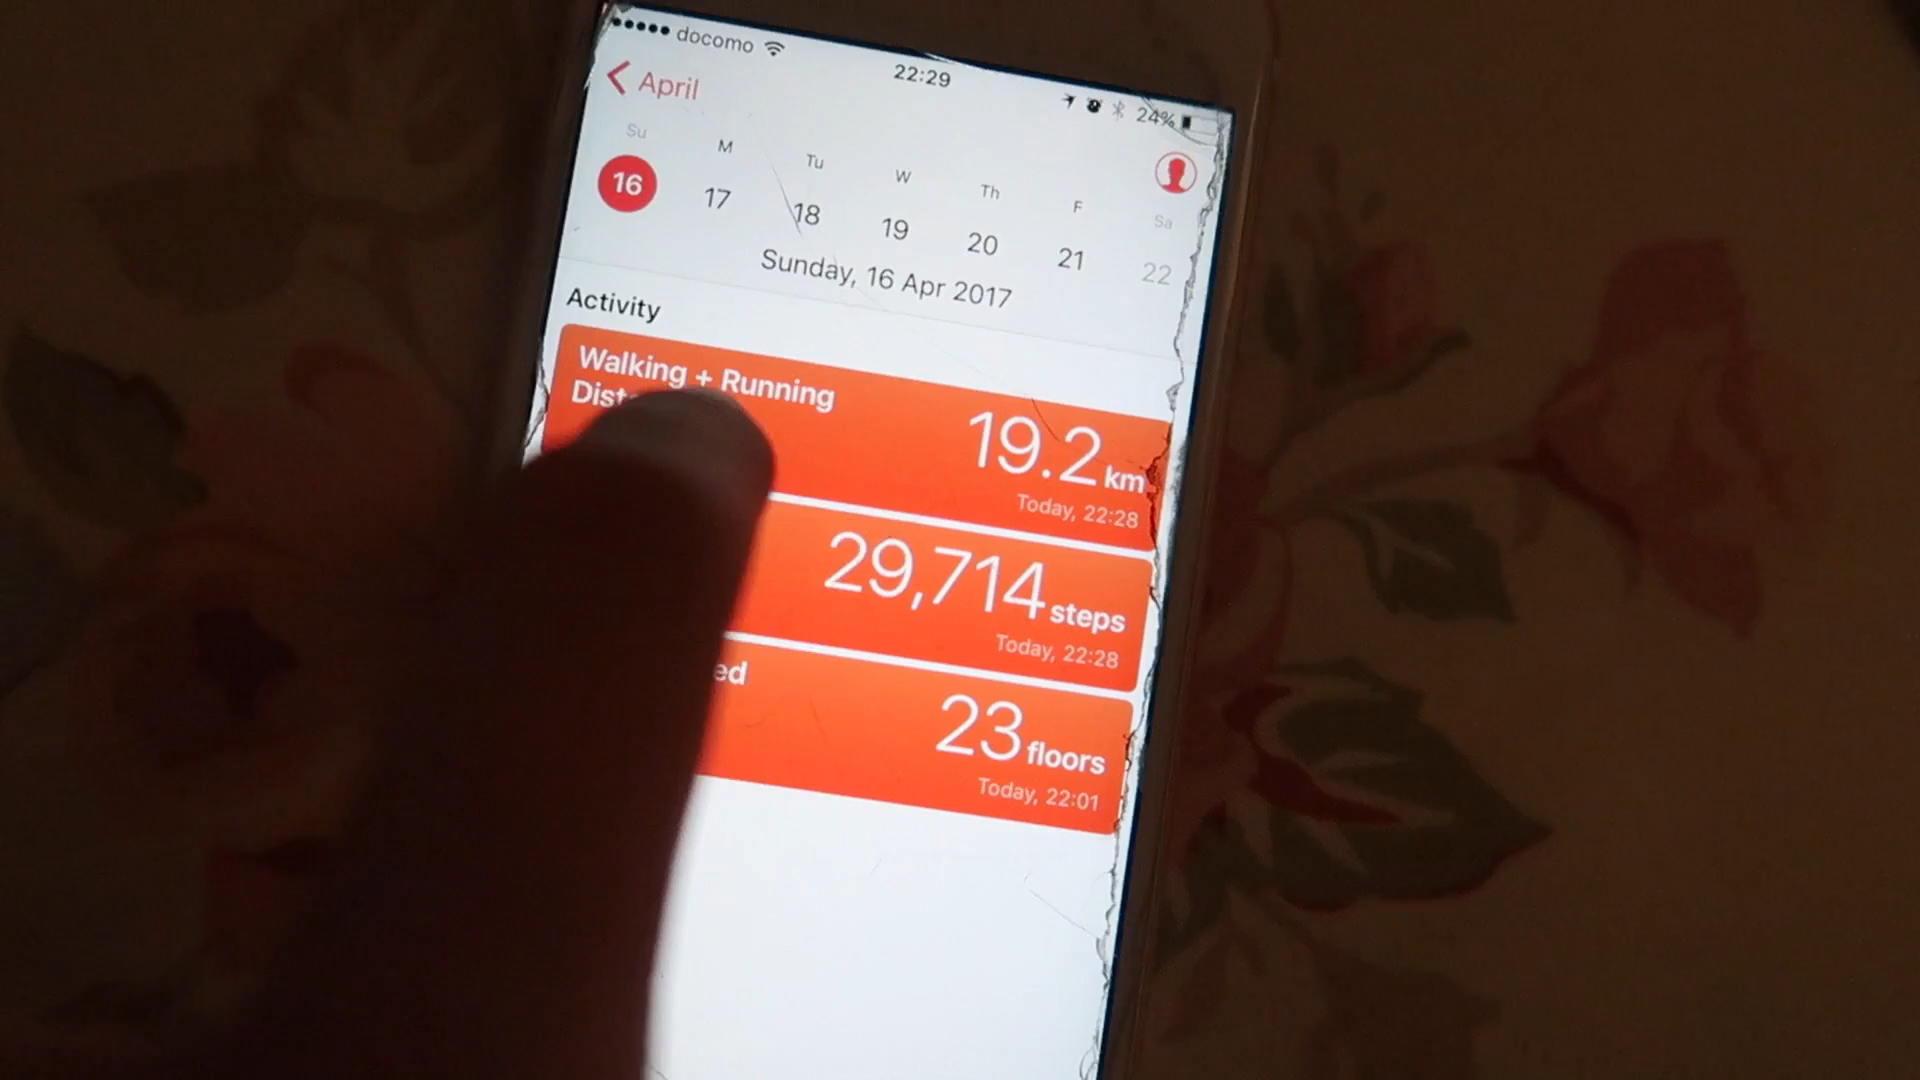 docomo 22:29 24%
April
Su M Tu W Th F Sa
16 17 18 19 20 21 22
Sunday, 16 Apr 2017
Activity
Walking + Running
19.2 km
Today, 22:28
29,714 steps
Today, 22:28
23 floors
Today, 22:01